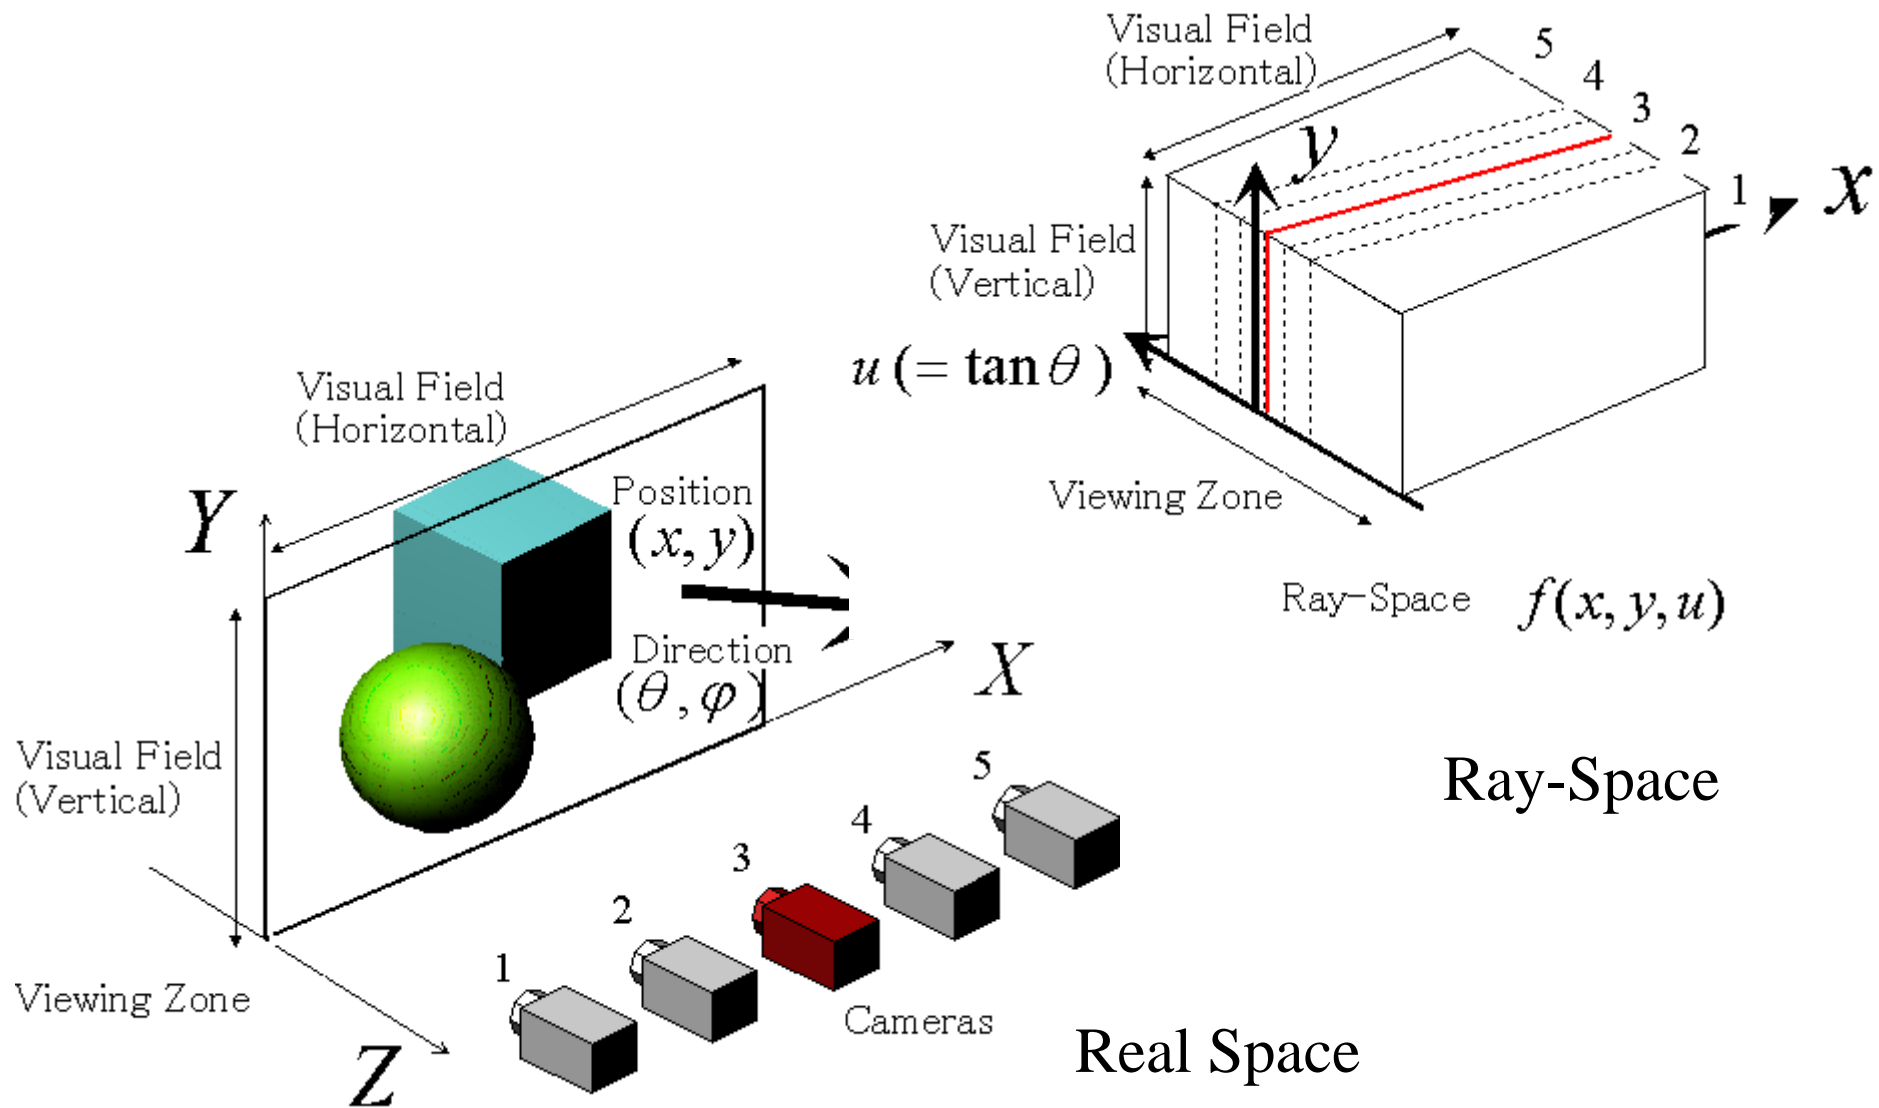 Visual Field
(Horizontal)
5
4
3
2
1
y
x
Visual Field
(Vertical)
u (= tan θ )
Viewing Zone
Ray-Space f(x, y, u)
Ray-Space
Visual Field
(Horizontal)
Y
Position
(x, y)
Direction
(θ, φ)
X
Visual Field
(Vertical)
Viewing Zone
Z
5
4
3
2
1
Cameras
Real Space